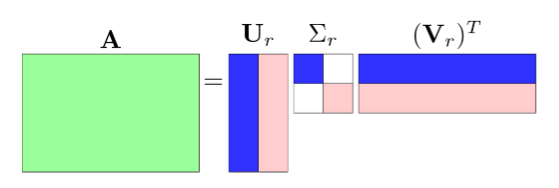 A = U_r Σ_r (V_r)^T